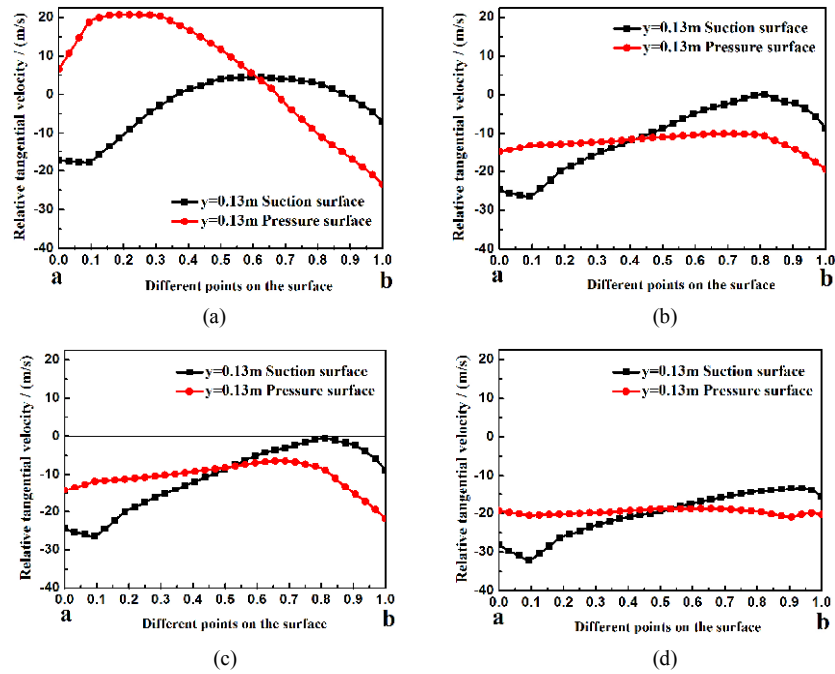 20
10
0
-10
-20
-30
-40
Relative tangential velocity / (m/s)
y=0.13m Suction surface
y=0.13m Pressure surface
0.0 0.1 0.2 0.3 0.4 0.5 0.6 0.7 0.8 0.9 1.0
a b
Different points on the surface
(a)
20
10
0
-10
-20
-30
-40
Relative tangential velocity / (m/s)
y=0.13m Suction surface
y=0.13m Pressure surface
0.0 0.1 0.2 0.3 0.4 0.5 0.6 0.7 0.8 0.9 1.0
a b
Different points on the surface
(b)
20
10
0
-10
-20
-30
-40
Relative tangential velocity / (m/s)
y=0.13m Suction surface
y=0.13m Pressure surface
0.0 0.1 0.2 0.3 0.4 0.5 0.6 0.7 0.8 0.9 1.0
a b
Different points on the surface
(c)
20
10
0
-10
-20
-30
-40
Relative tangential velocity / (m/s)
y=0.13m Suction surface
y=0.13m Pressure surface
0.0 0.1 0.2 0.3 0.4 0.5 0.6 0.7 0.8 0.9 1.0
a b
Different points on the surface
(d)